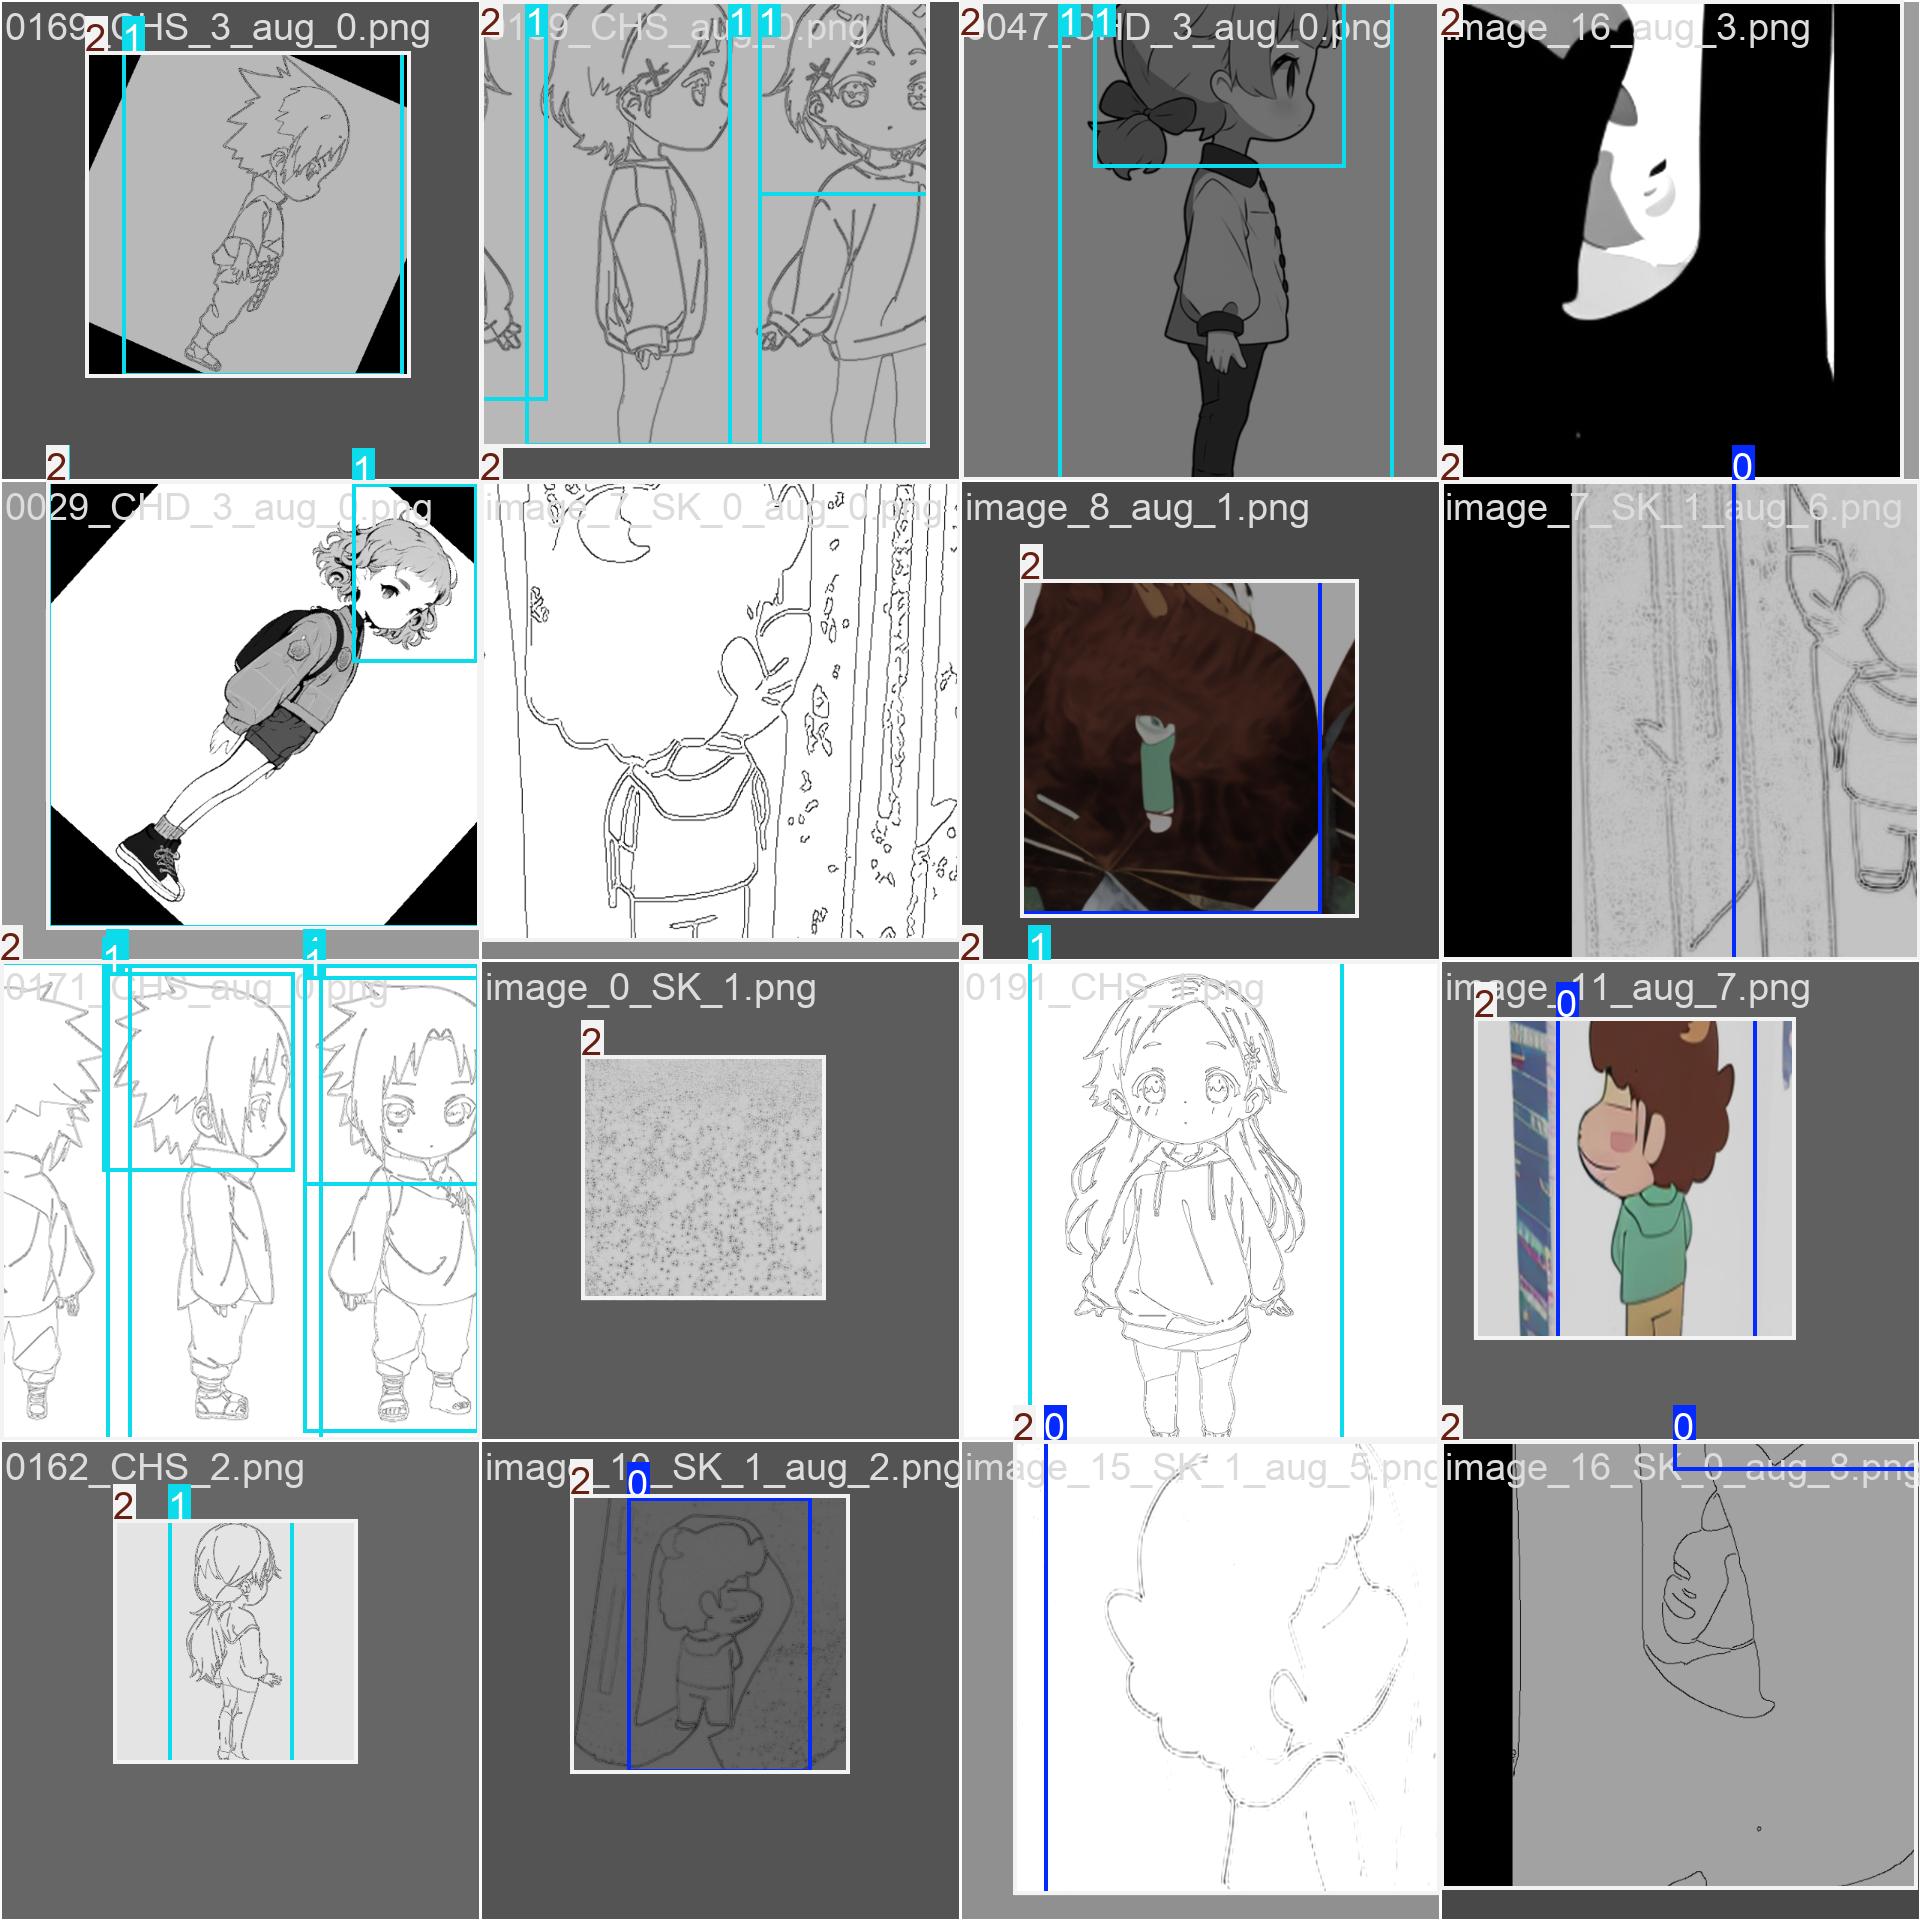 0169_CHS_3_aug_0.png
2 1
2 1 1 1
0139_CHS_aug_0.png
2 1 1
0047_CHD_3_aug_0.png
2
image_16_aug_3.png
2 1
0029_CHD_3_aug_0.png
2
image_7_SK_0_aug_0.png
image_8_aug_1.png
2
2 0
image_7_SK_1_aug_6.png
2 1 1
0171_CHS_aug_0.png
image_0_SK_1.png
2
2 1
0191_CHS_1.png
image_11_aug_7.png
2 0
0162_CHS_2.png
2 1
2 0
2 0
image_15_SK_1_aug_5.png
2 0
image_16_SK_0_aug_8.png